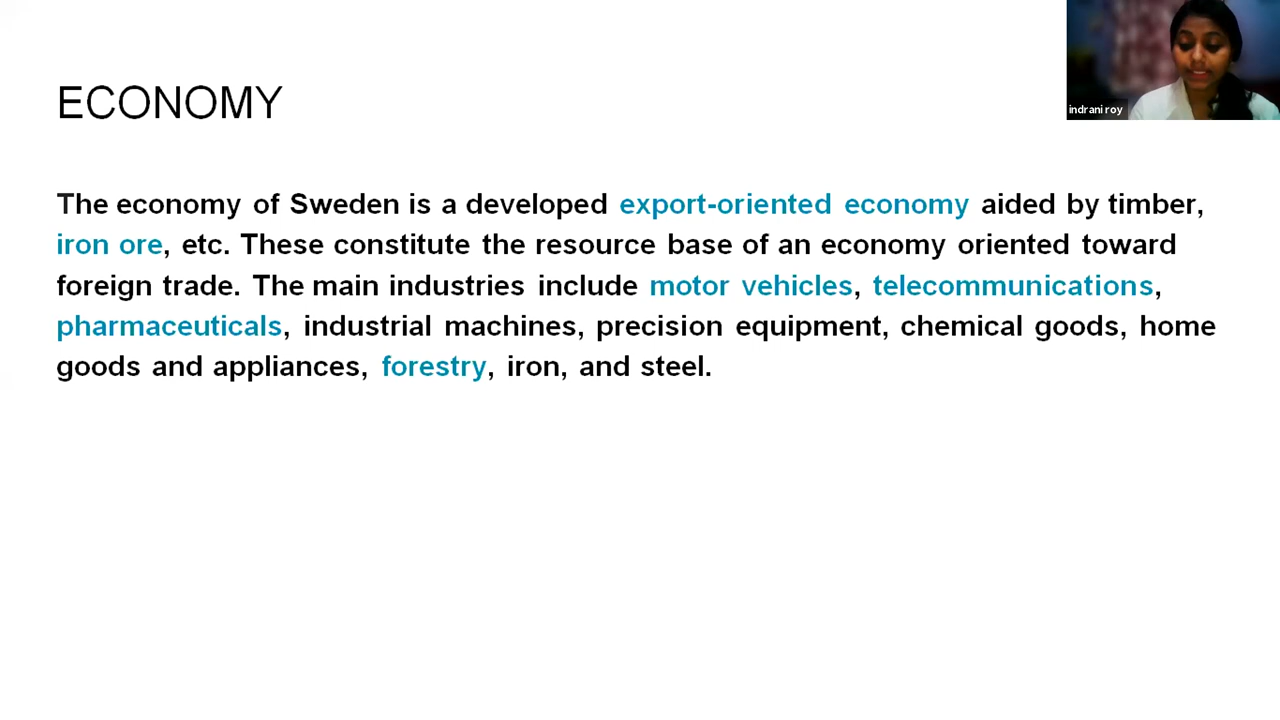 ECONOMY
indrani roy
The economy of Sweden is a developed export-oriented economy aided by timber,
iron ore, etc. These constitute the resource base of an economy oriented toward
foreign trade. The main industries include motor vehicles, telecommunications,
pharmaceuticals, industrial machines, precision equipment, chemical goods, home
goods and appliances, forestry, iron, and steel.